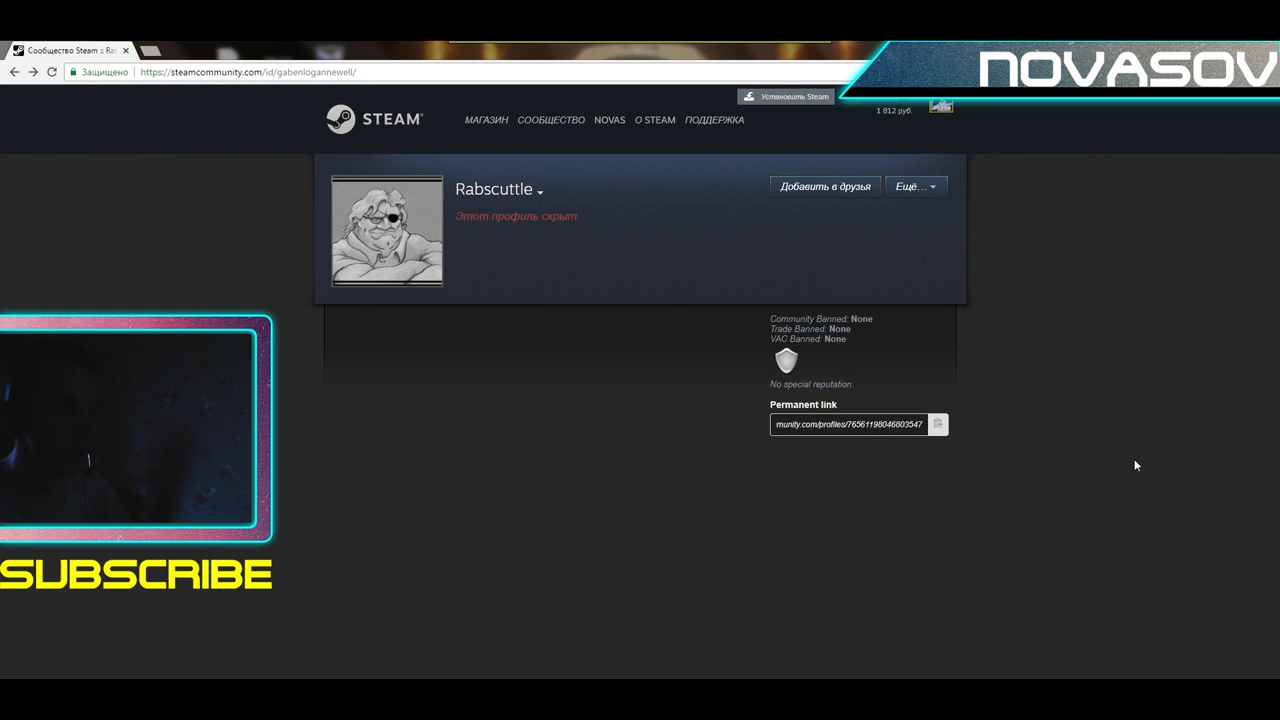 Сообщество Steam :: Ra
NOVASOV
Защищено
https://steamcommunity.com/id/gabenlogannewell/
Установить Steam
1 812 руб.
STEAM
МАГАЗИН СООБЩЕСТВО NOVAS О STEAM ПОДДЕРЖКА
Rabscuttle
Добавить в друзья
Ещё...
Этот профиль скрыт.
Community Banned: None
Trade Banned: None
VAC Banned: None
No special reputation.
Permanent link
munity.com/profiles/76561198046803547
SUBSCRIBE